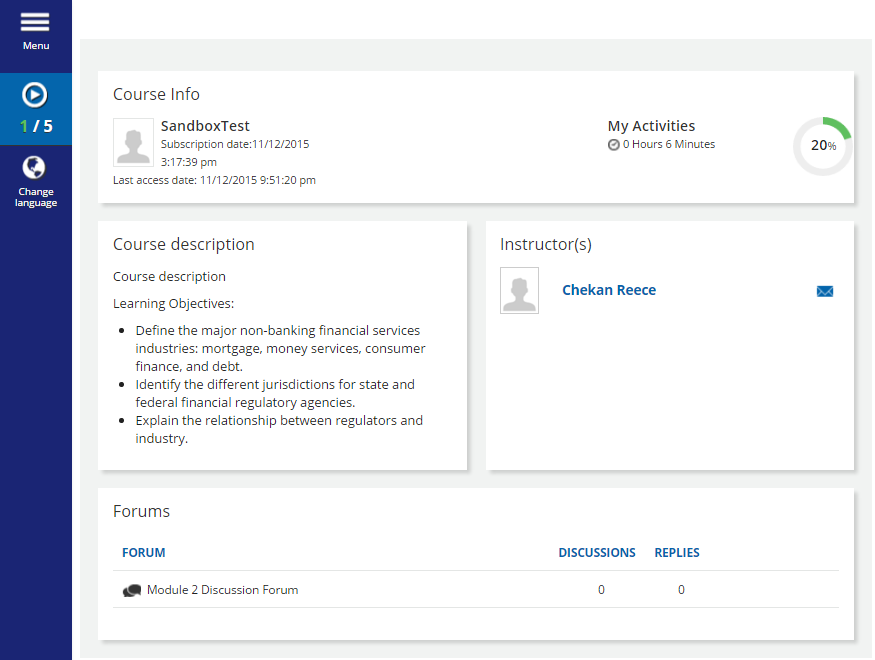 Menu
1 / 5
Change
language
Course Info
SandboxTest
Subscription date:11/12/2015
3:17:39 pm
Last access date: 11/12/2015 9:51:20 pm
My Activities
0 Hours 6 Minutes
20%
Course description
Course description
Learning Objectives:
Define the major non-banking financial services
industries: mortgage, money services, consumer
finance, and debt.
Identify the different jurisdictions for state and
federal financial regulatory agencies.
Explain the relationship between regulators and
industry.
Instructor(s)
Chekan Reece
Forums
FORUM DISCUSSIONS REPLIES
Module 2 Discussion Forum 0 0